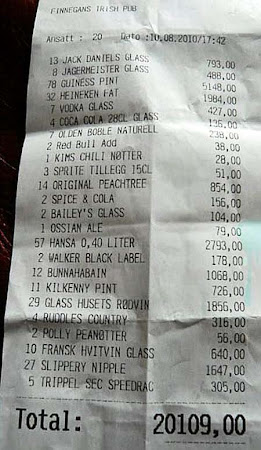 FINNEGANS IRISH PUB
Ansatt : 20 Dato :10.08.2010/17:42
13 JACK DANIELS GLASS 793,00
8 JÄGERMEISTER GLASS 488,00
78 GUINESS PINT 5148,00
32 HEINEKEN FAT 1984,00
7 VODKA GLASS 427,00
4 COCA COLA 28CL GLASS 136,00
7 OLDEN BOBLE NATURELL 238,00
2 Red Bull Add 38,00
1 KIMS CHILI NØTTER 28,00
3 SPRITE TILLEGG 15CL 51,00
14 ORIGINAL PEACHTREE 854,00
2 SPICE & COLA 156,00
2 BAILEY'S GLASS 104,00
1 OSSIAN ALE 79,00
57 HANSA 0,40 LITER 2793,00
2 WALKER BLACK LABEL 178,00
12 BUNNAHABAIN 1068,00
11 KILKENNY PINT 726,00
29 GLASS HUSETS RØDVIN 1856,00
4 RUDDLES COUNTRY 316,00
2 POLLY PEANØTTER 56,00
10 FRANSK HVITVIN GLASS 640,00
27 SLIPPERY NIPPLE 1647,00
5 TRIPPEL SEC SPEEDRAC 305,00
Total: 20109,00